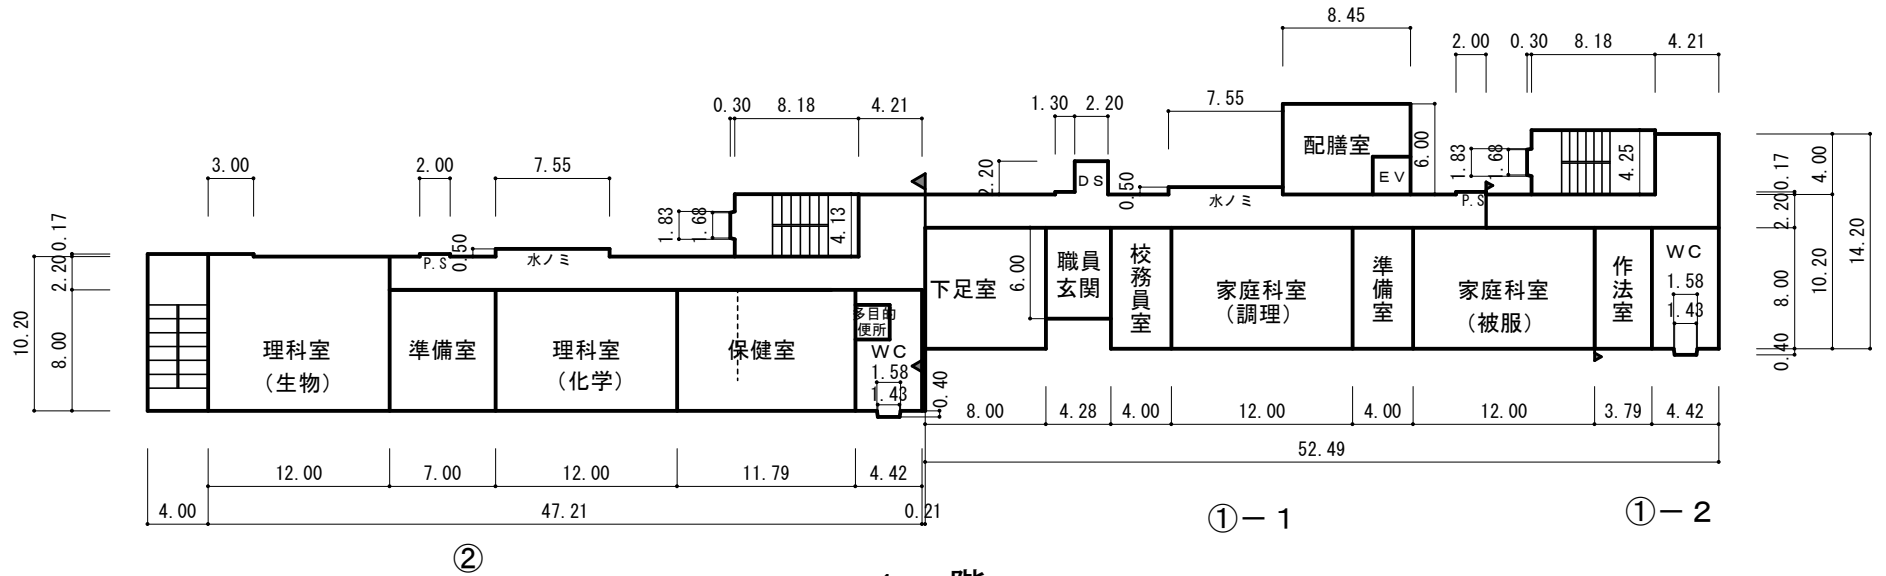 8.45
2.00
0.30
8.18
4.21
0.30
8.18
4.21
1.30
2.20
7.55
3.00
2.00
7.55
配膳室
EV
6.00
1.83
1.68
4.25
0.17
4.00
2.20
DS
0.50
水ノミ
P.S
2.20
14.20
10.20
8.00
0.40
1.83
1.68
4.13
0.17
2.20
10.20
8.00
P.S
0.50
水ノミ
下足室
6.00
職員
玄関
校務員室
家庭科室
(調理)
準備室
家庭科室
(被服)
作法室
WC
1.58
1.43
理科室
(生物)
準備室
理科室
(化学)
保健室
多目的
便所
WC
1.58
1.43
0.40
8.00
4.28
4.00
12.00
4.00
12.00
3.79
4.42
52.49
12.00
7.00
12.00
11.79
4.42
4.00
47.21
0.21
①-1
①-2
②